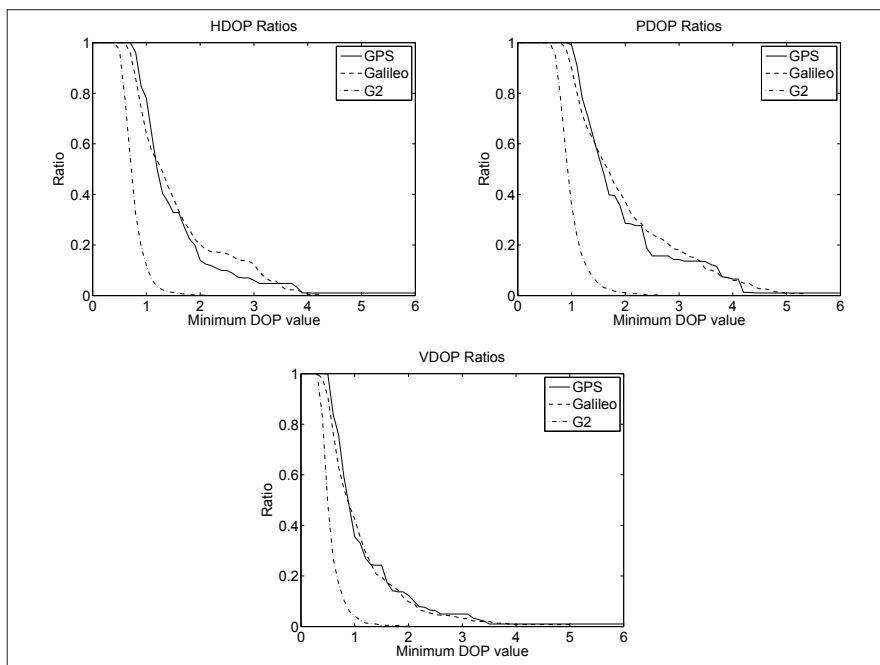 HDOP Ratios
1
0.8
0.6
0.4
0.2
0
Ratio
0 1 2 3 4 5 6
Minimum DOP value
GPS
Galileo
G2
PDOP Ratios
1
0.8
0.6
0.4
0.2
0
Ratio
0 1 2 3 4 5 6
Minimum DOP value
GPS
Galileo
G2
VDOP Ratios
1
0.8
0.6
0.4
0.2
0
Ratio
0 1 2 3 4 5 6
Minimum DOP value
GPS
Galileo
G2